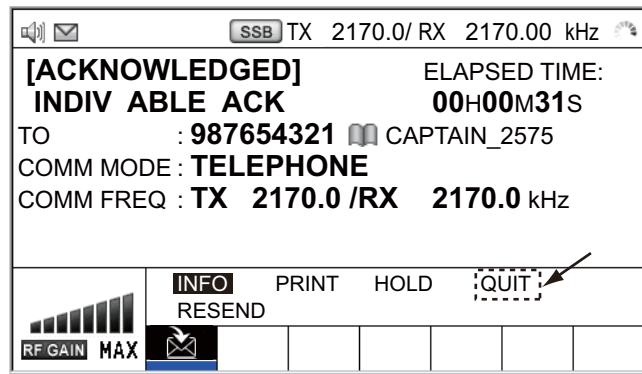 SSB TX 2170.0/ RX 2170.00 kHz
[ACKNOWLEDGED] ELAPSED TIME:
INDIV ABLE ACK 00H00M31S
TO : 987654321 CAPTAIN_2575
COMM MODE : TELEPHONE
COMM FREQ : TX 2170.0 /RX 2170.0 kHz
INFO PRINT HOLD QUIT
RESEND
RF GAIN MAX